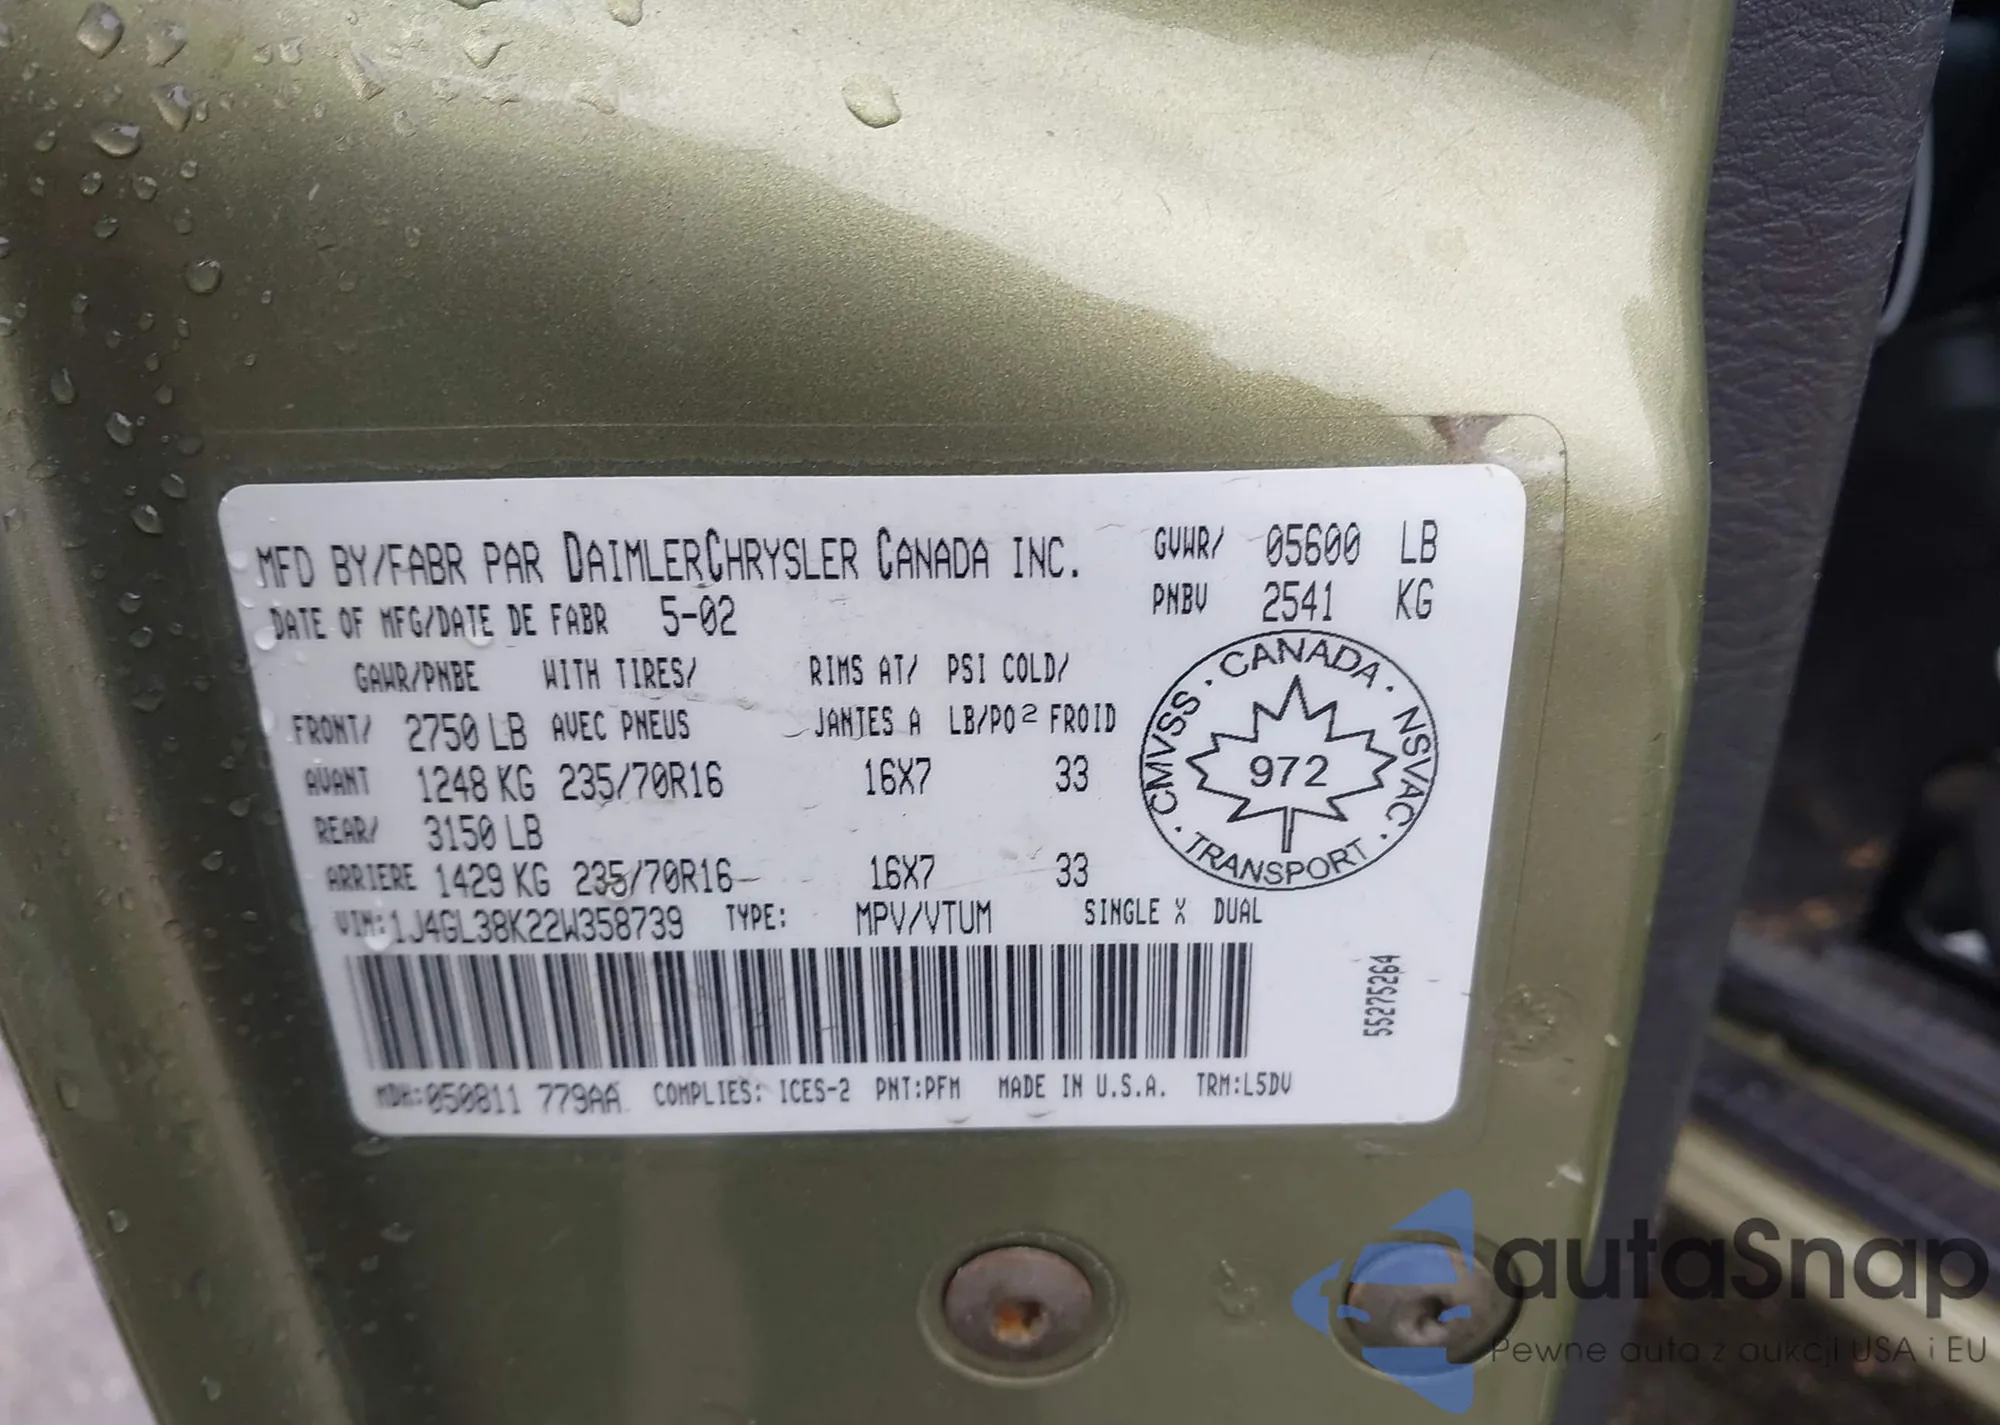 MFD BY/FABR PAR DAIMLERCHRYSLER CANADA INC.
GVWR/ 05600 LB
DATE OF MFG/DATE DE FABR 5-02
PNBV 2541 KG
GAWR/PNBE WITH TIRES/ RIMS AT/ PSI COLD/
FRONT/ 2750 LB AVEC PNEUS JANTES A LB/PO2 FROID
AVANT 1248 KG 235/70R16 16X7 33
REAR/ 3150 LB
ARRIERE 1429 KG 235/70R16 16X7 33
CMVSS · CANADA · NSVAC · TRANSPORT ·
972
VIN:1J4GL38K22W358739 TYPE: MPV/VTUM SINGLE X DUAL
55275264
MDH:050811 779AA COMPLIES: ICES-2 PNT:PFM MADE IN U.S.A. TRM:L5DV
autaSnap
Pewne auta z aukcji USA i EU